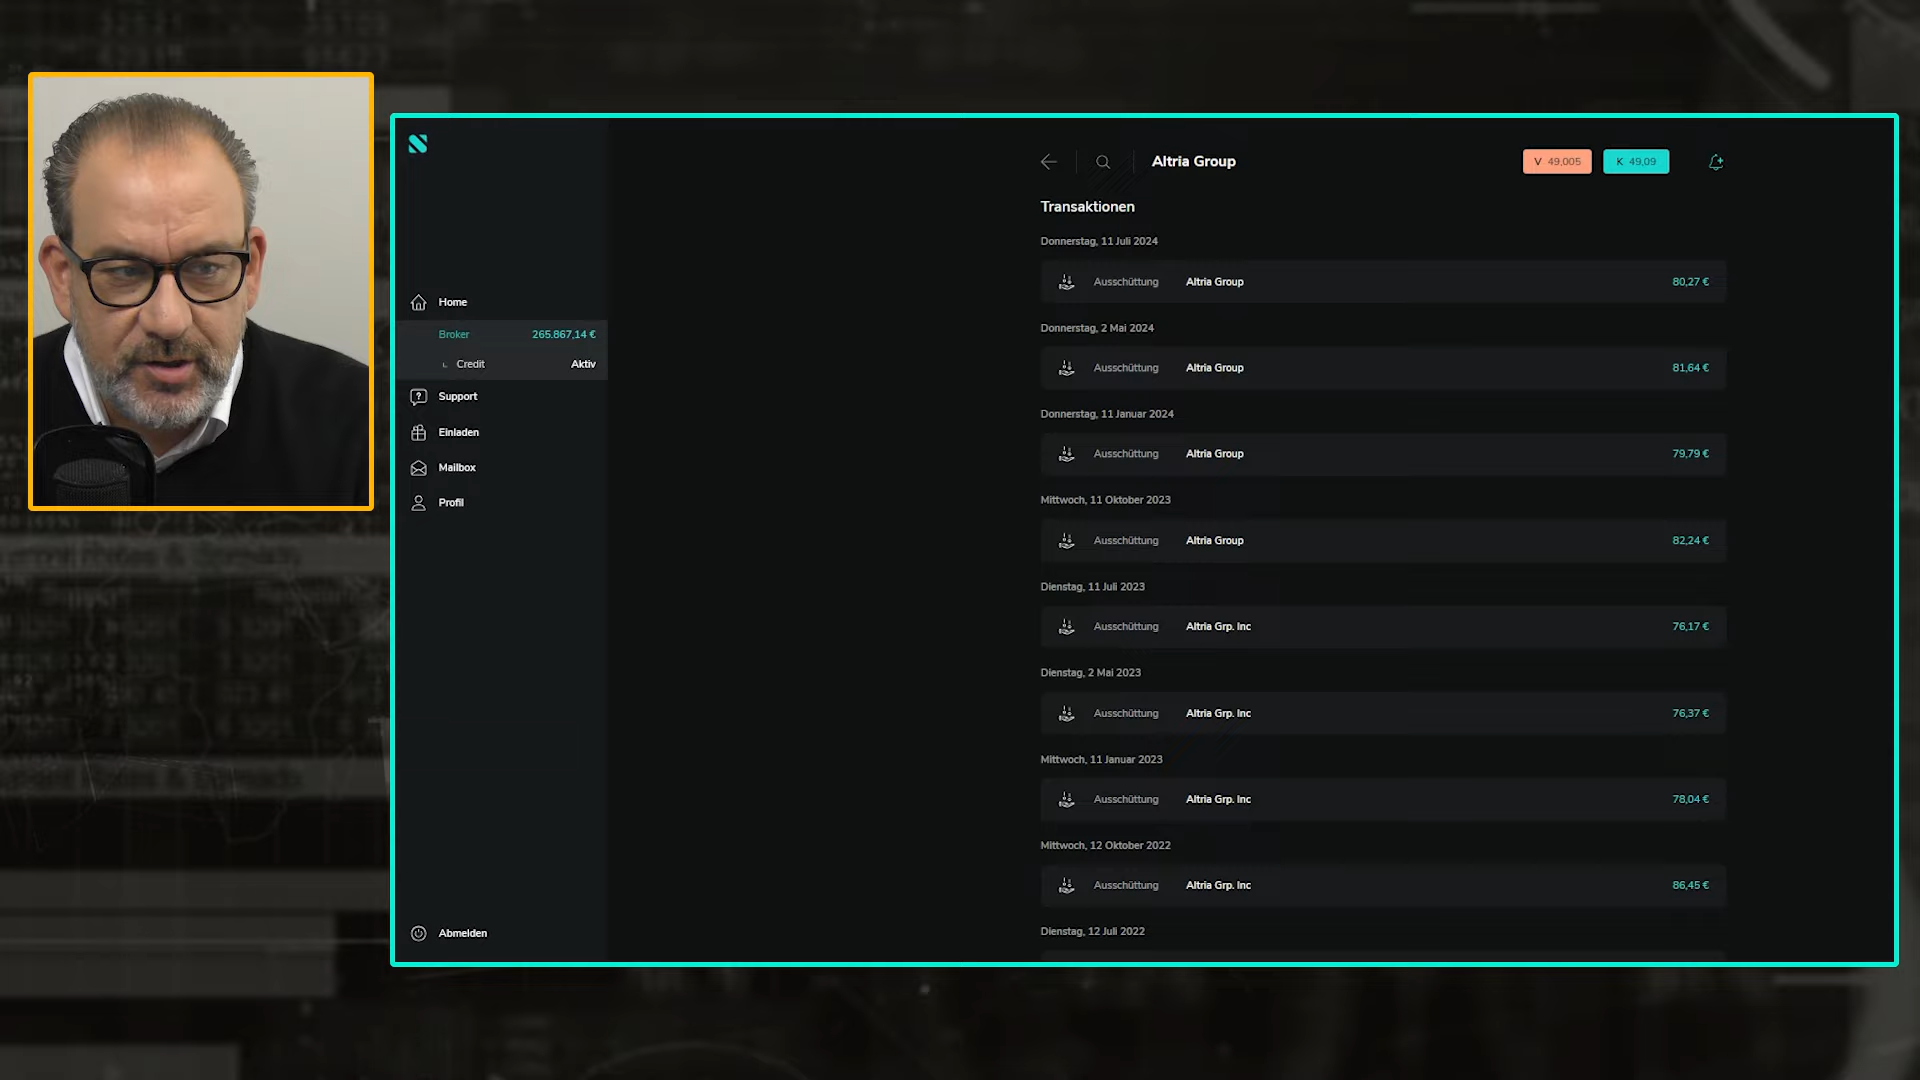 Altria Group
V 49,005
K 49,09
Transaktionen
Home
Broker 265.867,14 €
Credit Aktiv
Support
Einladen
Mailbox
Profil
Abmelden
Donnerstag, 11 Juli 2024
Ausschüttung Altria Group 80,27 €
Donnerstag, 2 Mai 2024
Ausschüttung Altria Group 81,64 €
Donnerstag, 11 Januar 2024
Ausschüttung Altria Group 79,79 €
Mittwoch, 11 Oktober 2023
Ausschüttung Altria Group 82,24 €
Dienstag, 11 Juli 2023
Ausschüttung Altria Grp. Inc 76,17 €
Dienstag, 2 Mai 2023
Ausschüttung Altria Grp. Inc 76,37 €
Mittwoch, 11 Januar 2023
Ausschüttung Altria Grp. Inc 78,04 €
Mittwoch, 12 Oktober 2022
Ausschüttung Altria Grp. Inc 86,45 €
Dienstag, 12 Juli 2022